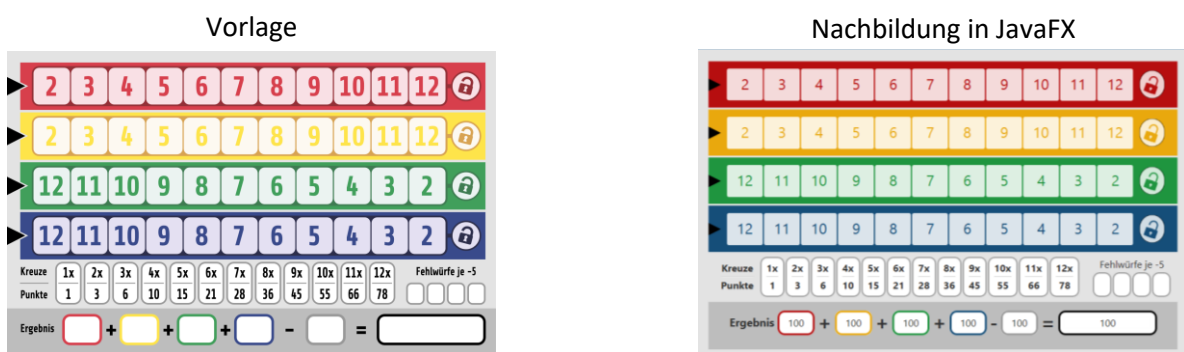 Vorlage
2 3 4 5 6 7 8 9 10 11 12
2 3 4 5 6 7 8 9 10 11 12
12 11 10 9 8 7 6 5 4 3 2
12 11 10 9 8 7 6 5 4 3 2
Kreuze 1x 2x 3x 4x 5x 6x 7x 8x 9x 10x 11x 12x Fehlwürfe je -5
Punkte 1 3 6 10 15 21 28 36 45 55 66 78
Ergebnis + + + - =
Nachbildung in JavaFX
2 3 4 5 6 7 8 9 10 11 12
2 3 4 5 6 7 8 9 10 11 12
12 11 10 9 8 7 6 5 4 3 2
12 11 10 9 8 7 6 5 4 3 2
Kreuze 1x 2x 3x 4x 5x 6x 7x 8x 9x 10x 11x 12x Fehlwürfe je -5
Punkte 1 3 6 10 15 21 28 36 45 55 66 78
Ergebnis 100 + 100 + 100 + 100 - 100 = 100